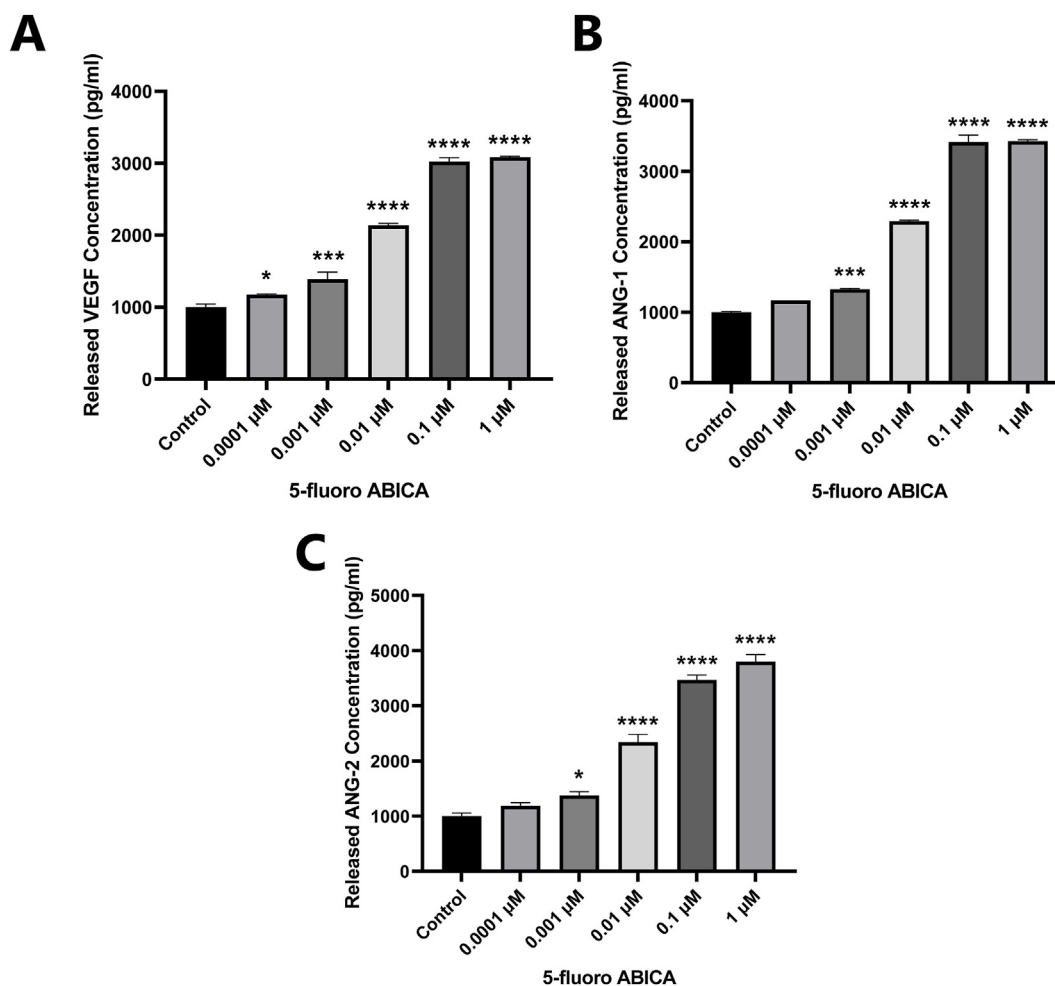 A
Released VEGF Concentration (pg/ml)
4000
3000
2000
1000
0
*
***
****
****
****
Control
0.0001 µM
0.001 µM
0.01 µM
0.1 µM
1 µM
5-fluoro ABICA
B
Released ANG-1 Concentration (pg/ml)
4000
3000
2000
1000
0
***
****
****
****
Control
0.0001 µM
0.001 µM
0.01 µM
0.1 µM
1 µM
5-fluoro ABICA
C
Released ANG-2 Concentration (pg/ml)
5000
4000
3000
2000
1000
0
*
****
****
****
Control
0.0001 µM
0.001 µM
0.01 µM
0.1 µM
1 µM
5-fluoro ABICA